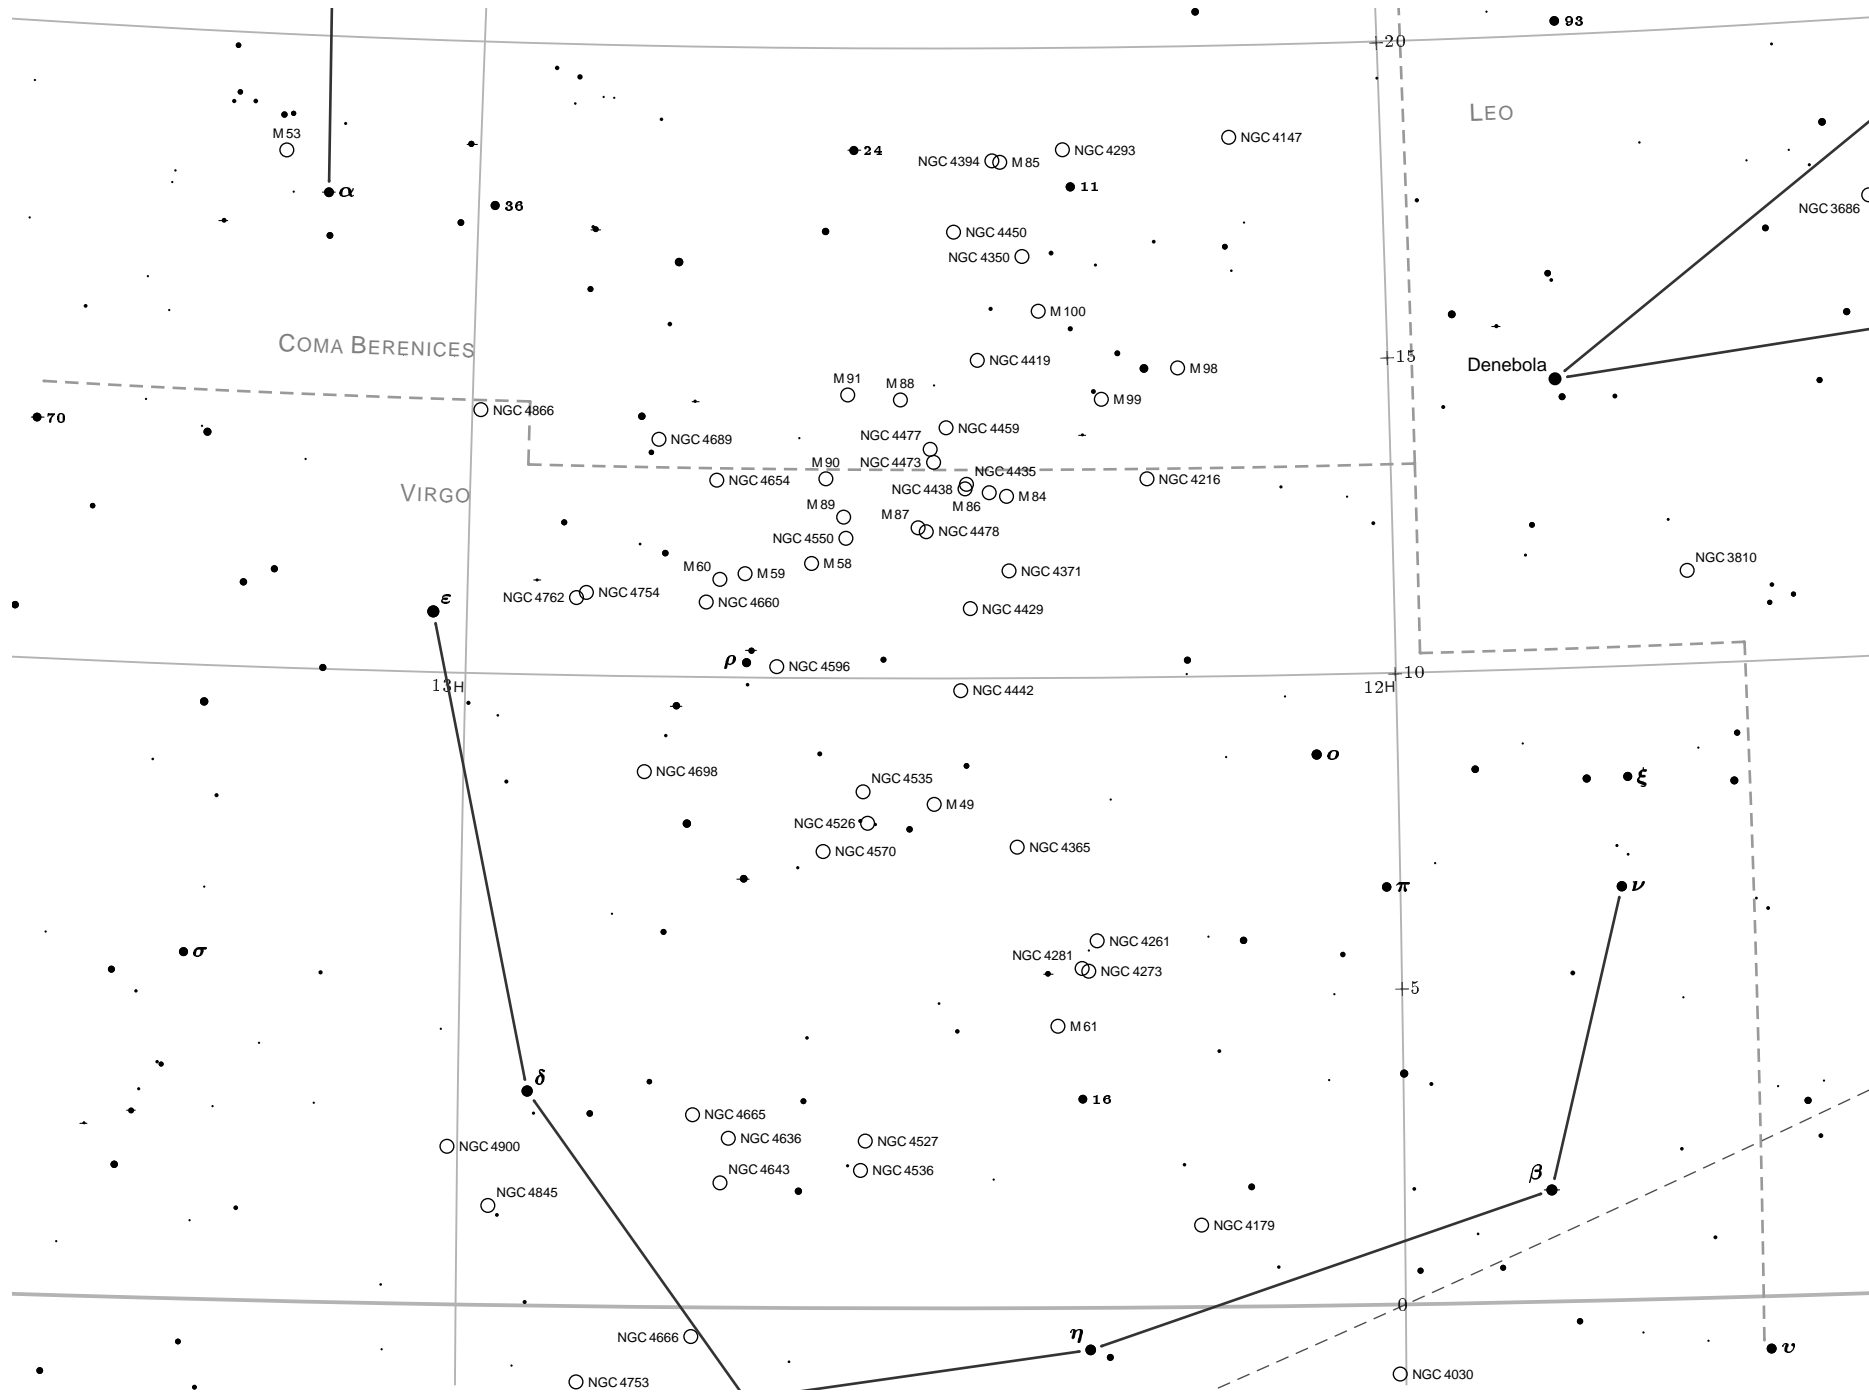 93
+20
LEO
M 53
24
NGC 4394
M 85
NGC 4293
NGC 4147
α
11
36
NGC 3686
NGC 4450
NGC 4350
M 100
COMA BERENICES
+15
NGC 4419
M 98
Denebola
M 91
M 88
M 99
70
NGC 4866
NGC 4459
NGC 4477
NGC 4689
M 90
NGC 4473
NGC 4435
NGC 4654
NGC 4216
VIRGO
NGC 4438
M 84
M 86
M 89
M 87
NGC 4478
NGC 4550
NGC 3810
M 60
M 59
M 58
NGC 4371
ε
NGC 4762
NGC 4754
NGC 4660
NGC 4429
ρ
NGC 4596
+10
13H
12H
NGC 4442
ο
NGC 4698
ξ
NGC 4535
M 49
NGC 4526
NGC 4570
NGC 4365
π
ν
σ
NGC 4261
NGC 4281
NGC 4273
+5
M 61
δ
16
NGC 4665
NGC 4636
NGC 4527
NGC 4900
NGC 4643
NGC 4536
β
NGC 4845
NGC 4179
0
NGC 4666
η
υ
NGC 4753
NGC 4030